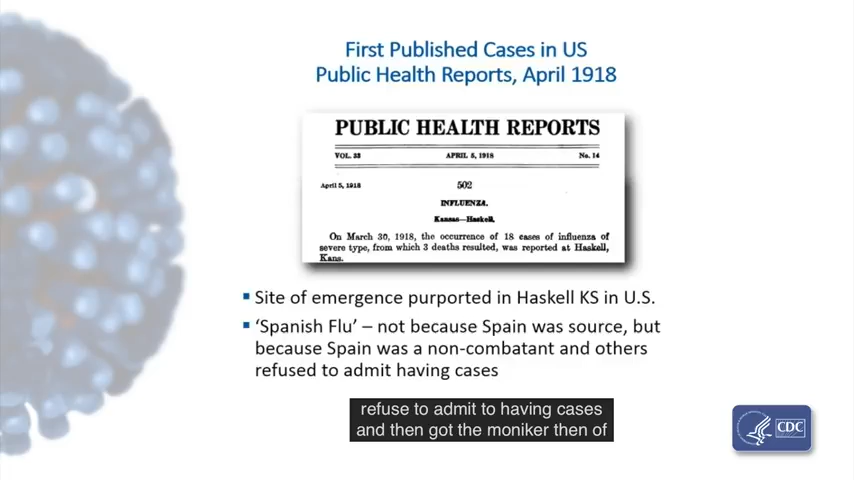 First Published Cases in US
Public Health Reports, April 1918
PUBLIC HEALTH REPORTS
VOL. 33 APRIL 5, 1918 No. 14
April 5, 1918 502
INFLUENZA.
Kansas—Haskell.
On March 30, 1918, the occurrence of 18 cases of influenza of
severe type, from which 3 deaths resulted, was reported at Haskell,
Kans.
▪ Site of emergence purported in Haskell KS in U.S.
▪ ‘Spanish Flu’ – not because Spain was source, but
because Spain was a non-combatant and others
refused to admit having cases
refuse to admit to having cases
and then got the moniker then of
CDC